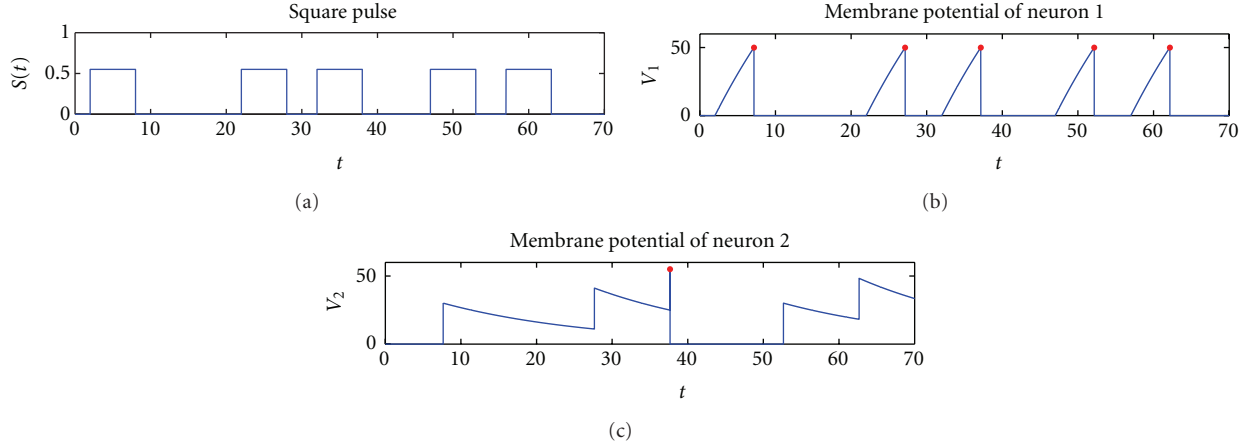 Square pulse
1
0.5
0
S(t)
0 10 20 30 40 50 60 70
t
(a)
Membrane potential of neuron 1
50
0
V1
0 10 20 30 40 50 60 70
t
(b)
Membrane potential of neuron 2
50
0
V2
0 10 20 30 40 50 60 70
t
(c)